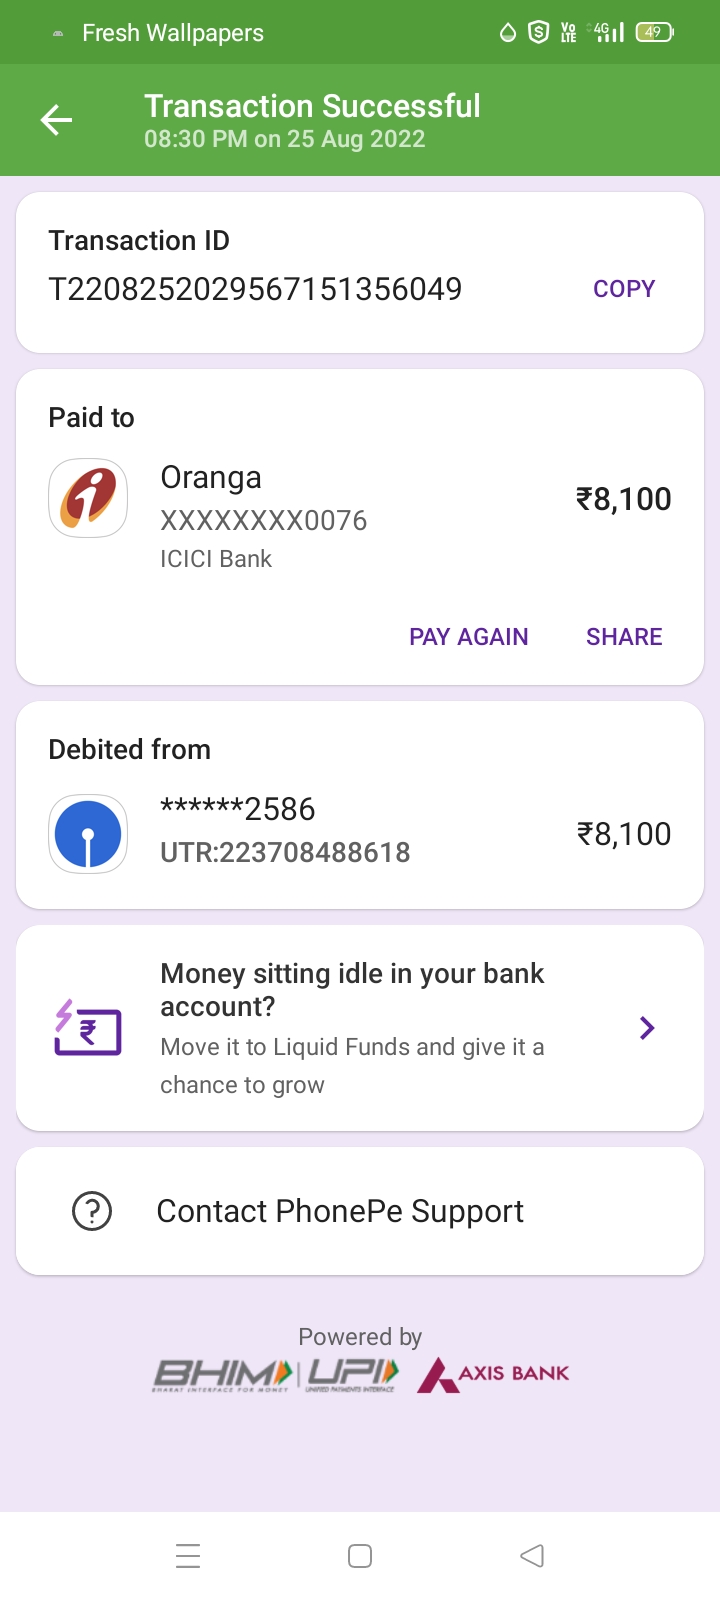 Fresh Wallpapers
Vo LTE 4G 49
Transaction Successful
08:30 PM on 25 Aug 2022
Transaction ID
T2208252029567151356049 COPY
Paid to
Oranga
XXXXXXXX0076
ICICI Bank
₹8,100
PAY AGAIN SHARE
Debited from
******2586
UTR:223708488618
₹8,100
Money sitting idle in your bank
account?
Move it to Liquid Funds and give it a
chance to grow
Contact PhonePe Support
Powered by
BHIM UPI AXIS BANK
BHARAT INTERFACE FOR MONEY UNIFIED PAYMENTS INTERFACE